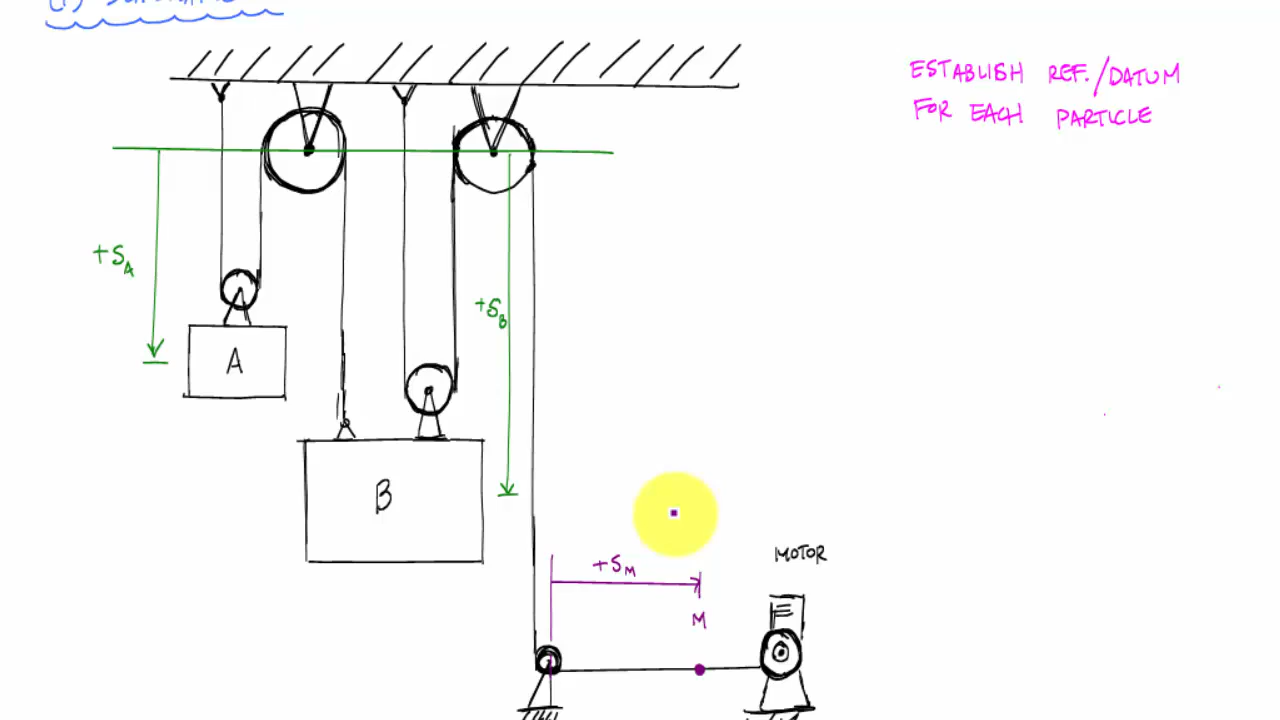 ESTABLISH REF./DATUM
FOR EACH PARTICLE
+S_A
+S_B
A
B
MOTOR
+S_M
M